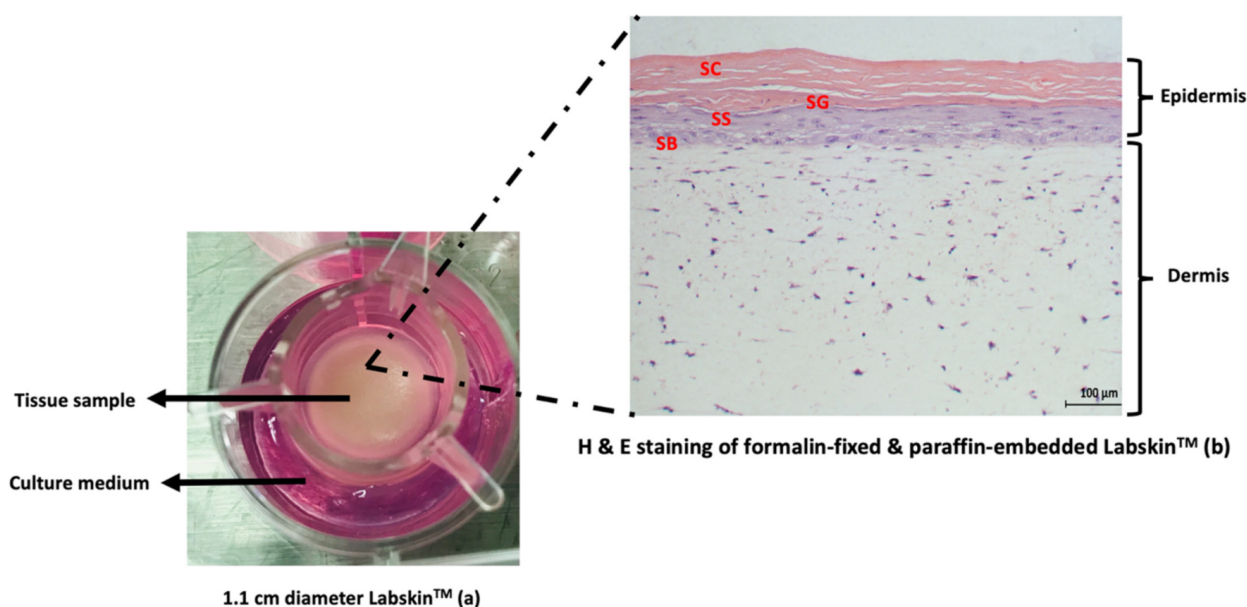 SC
SG
SS
SB
Epidermis
Dermis
100 µm
H & E staining of formalin-fixed & paraffin-embedded Labskin™ (b)
Tissue sample
Culture medium
1.1 cm diameter Labskin™ (a)